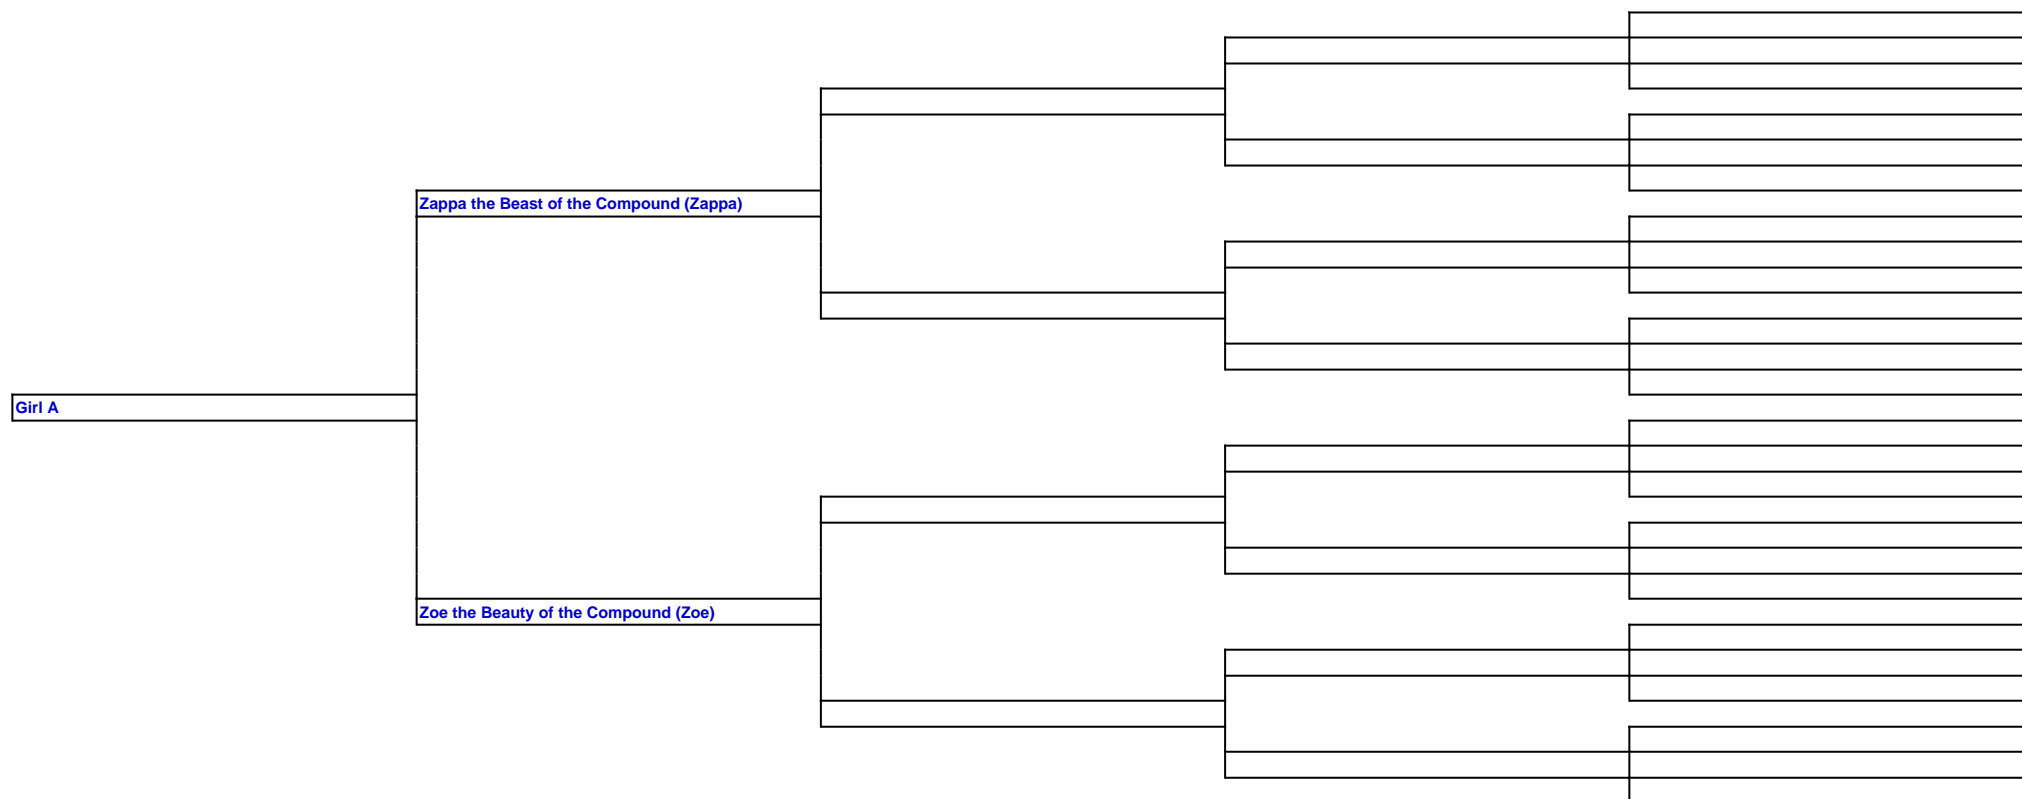 Zappa the Beast of the Compound (Zappa)
Girl A
Zoe the Beauty of the Compound (Zoe)